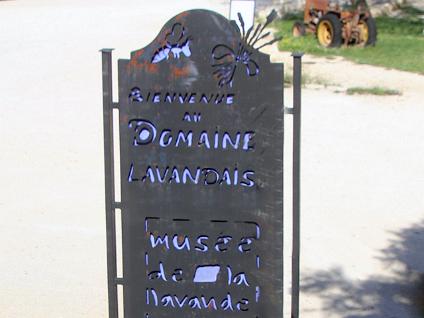 BIENVENUE
AU
DOMAINE
LAVANDAIS
MUSÉE
de la
lavande